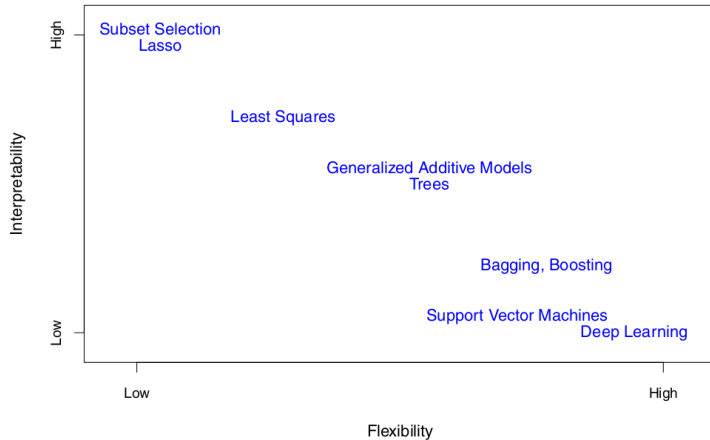 High
Subset Selection
Lasso
Least Squares
Interpretability
Generalized Additive Models
Trees
Bagging, Boosting
Support Vector Machines
Low
Deep Learning
Low
High
Flexibility